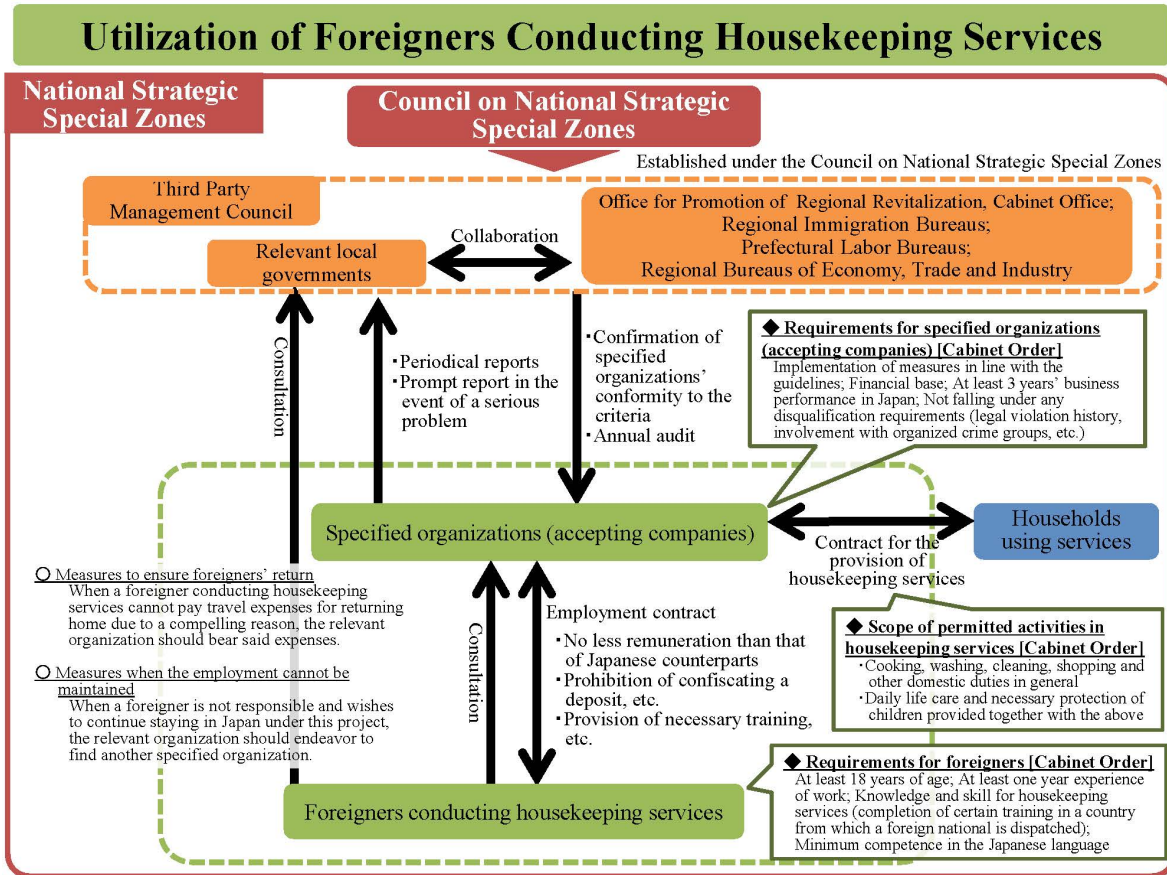 Utilization of Foreigners Conducting Housekeeping Services
National Strategic
Special Zones
Council on National Strategic
Special Zones
Established under the Council on National Strategic Special Zones
Third Party
Management Council
Relevant local
governments
Collaboration
Office for Promotion of Regional Revitalization, Cabinet Office;
Regional Immigration Bureaus;
Prefectural Labor Bureaus;
Regional Bureaus of Economy, Trade and Industry
Consultation
・Periodical reports
・Prompt report in the
event of a serious
problem
・Confirmation of
specified
organizations'
conformity to the
criteria
・Annual audit
◆ Requirements for specified organizations
(accepting companies) [Cabinet Order]
Implementation of measures in line with the
guidelines; Financial base; At least 3 years' business
performance in Japan; Not falling under any
disqualification requirements (legal violation history,
involvement with organized crime groups, etc.)
Specified organizations (accepting companies)
Households
using services
Contract for the
provision of
housekeeping services
○ Measures to ensure foreigners' return
When a foreigner conducting housekeeping
services cannot pay travel expenses for returning
home due to a compelling reason, the relevant
organization should bear said expenses.
○ Measures when the employment cannot be
maintained
When a foreigner is not responsible and wishes
to continue staying in Japan under this project,
the relevant organization should endeavor to
find another specified organization.
Consultation
Employment contract
・No less remuneration than that
of Japanese counterparts
・Prohibition of confiscating a
deposit, etc.
・Provision of necessary training,
etc.
◆ Scope of permitted activities in
housekeeping services [Cabinet Order]
・Cooking, washing, cleaning, shopping and
other domestic duties in general
・Daily life care and necessary protection of
children provided together with the above
Foreigners conducting housekeeping services
◆ Requirements for foreigners [Cabinet Order]
At least 18 years of age; At least one year experience
of work; Knowledge and skill for housekeeping
services (completion of certain training in a country
from which a foreign national is dispatched);
Minimum competence in the Japanese language